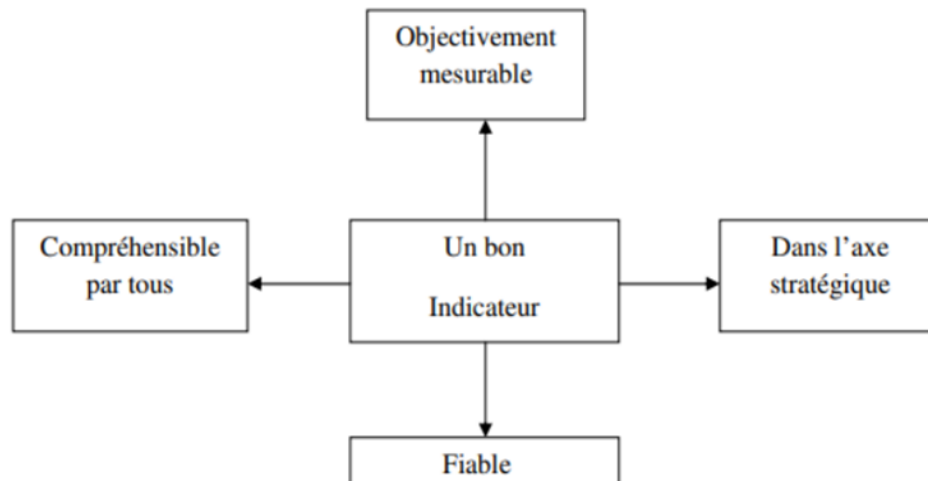 Objectivement
mesurable
Compréhensible
par tous
Un bon
Indicateur
Dans l’axe
stratégique
Fiable